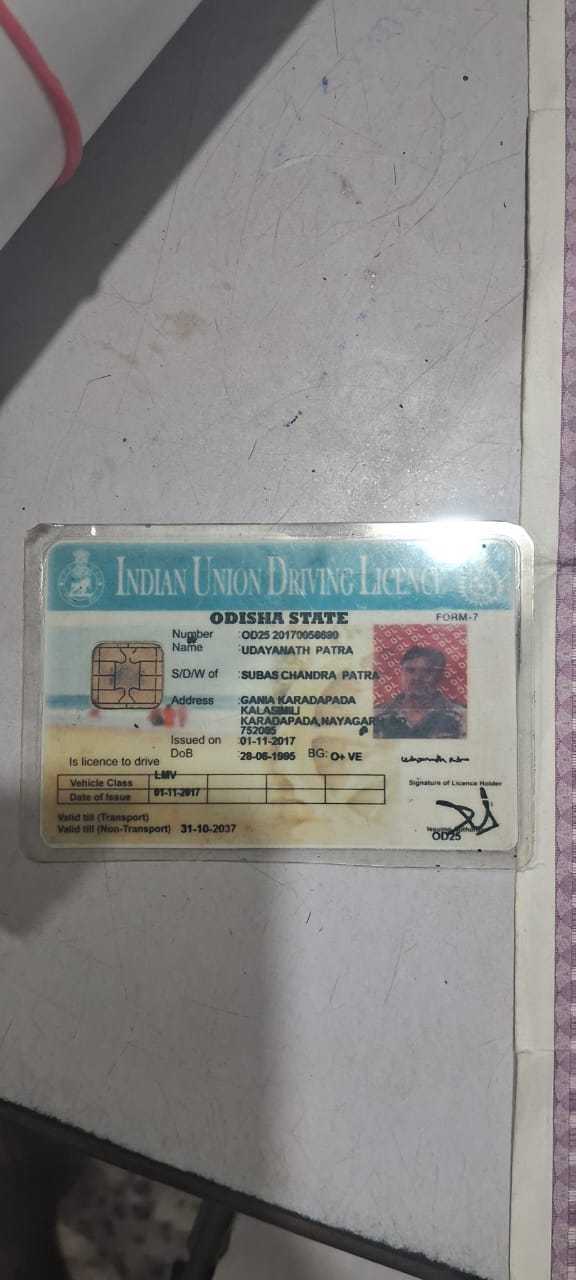 INDIAN UNION DRIVING LICENCE
ODISHA STATE
FORM-7
Number :OD25 20170058690
Name :UDAYANATH PATRA
S/D/W of :SUBAS CHANDRA PATRA
Address :GANIA KARADAPADA
KALASIMILI
KARADAPADA,NAYAGARH
752085
Issued on :01-11-2017
DoB :28-06-1995 BG: O+ VE
Is licence to drive
Signature of Licence Holder
Vehicle Class LMV
Date of Issue 01-11-2017
Valid till (Transport)
Valid till (Non-Transport) 31-10-2037
Issuing
OD25